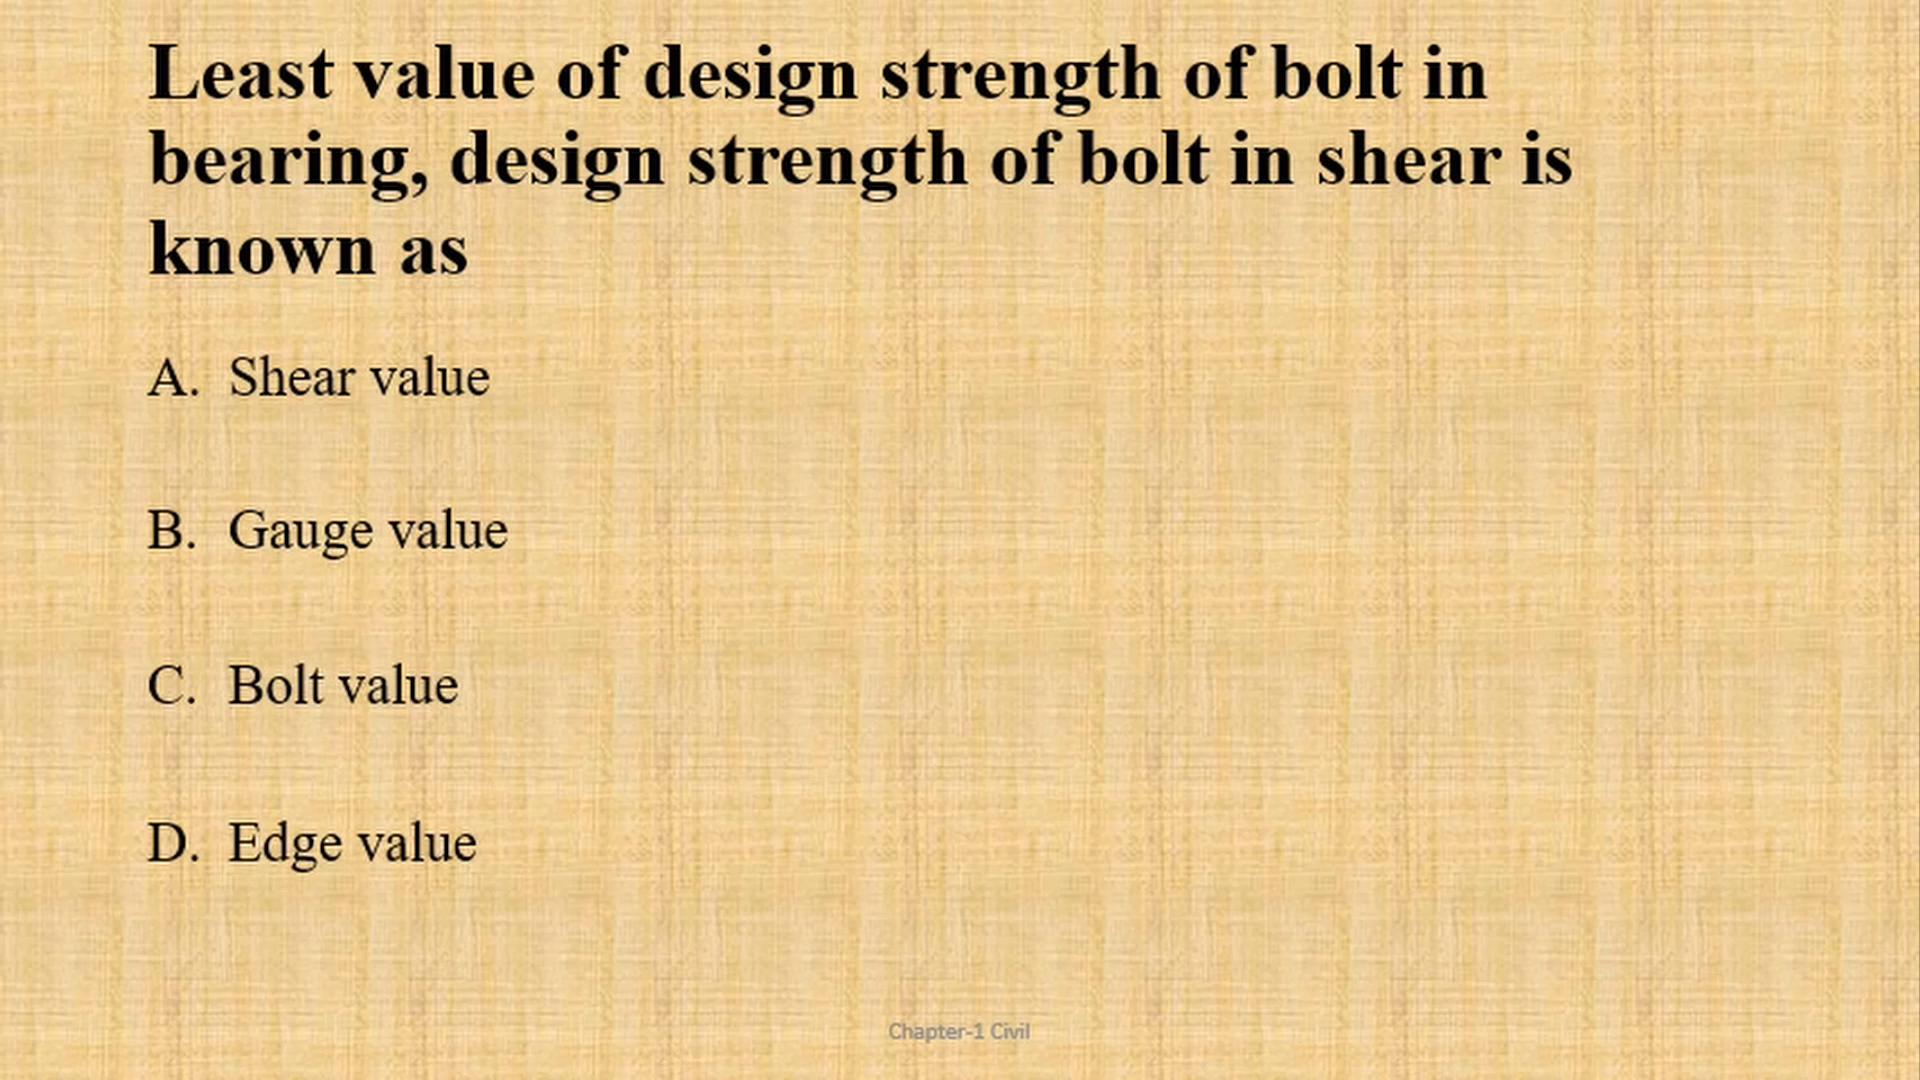 Least value of design strength of bolt in
bearing, design strength of bolt in shear is
known as
A. Shear value
B. Gauge value
C. Bolt value
D. Edge value
Chapter-1 Civil